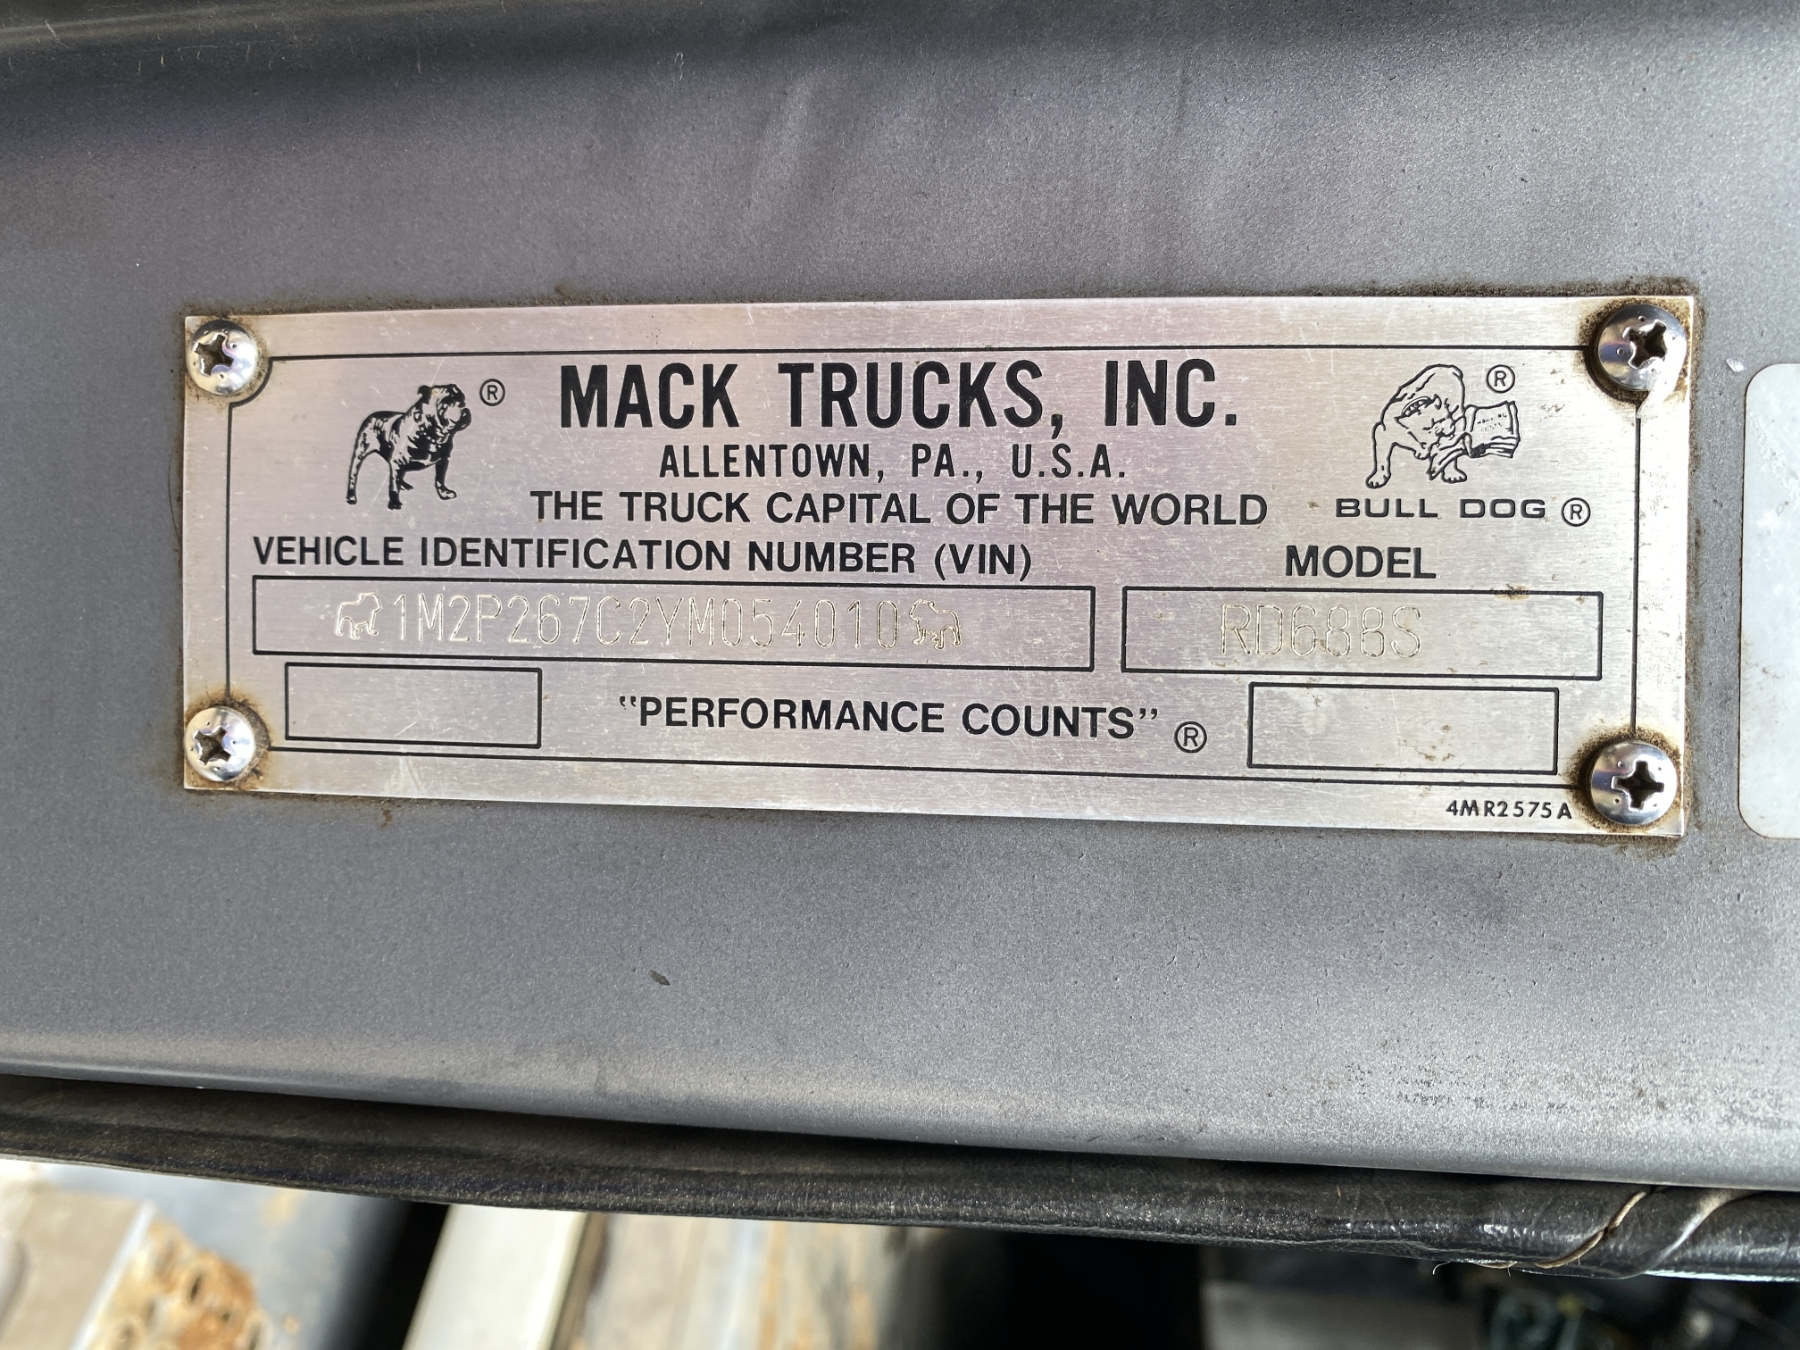 ® MACK TRUCKS, INC. ®
ALLENTOWN, PA., U.S.A.
THE TRUCK CAPITAL OF THE WORLD
BULL DOG ®
VEHICLE IDENTIFICATION NUMBER (VIN)
MODEL
1M2P267C2YM054010
RD688S
"PERFORMANCE COUNTS" ®
4MR2575A